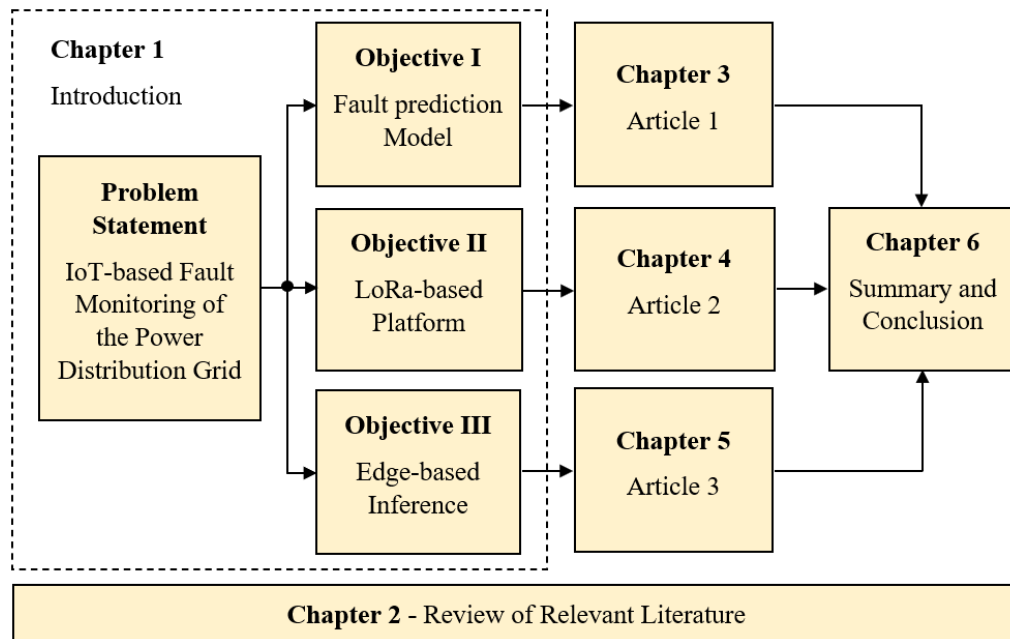 Chapter 1
Introduction
Problem
Statement
IoT-based Fault
Monitoring of
the Power
Distribution Grid
Objective I
Fault prediction
Model
Objective II
LoRa-based
Platform
Objective III
Edge-based
Inference
Chapter 3
Article 1
Chapter 4
Article 2
Chapter 5
Article 3
Chapter 6
Summary and
Conclusion
Chapter 2 - Review of Relevant Literature